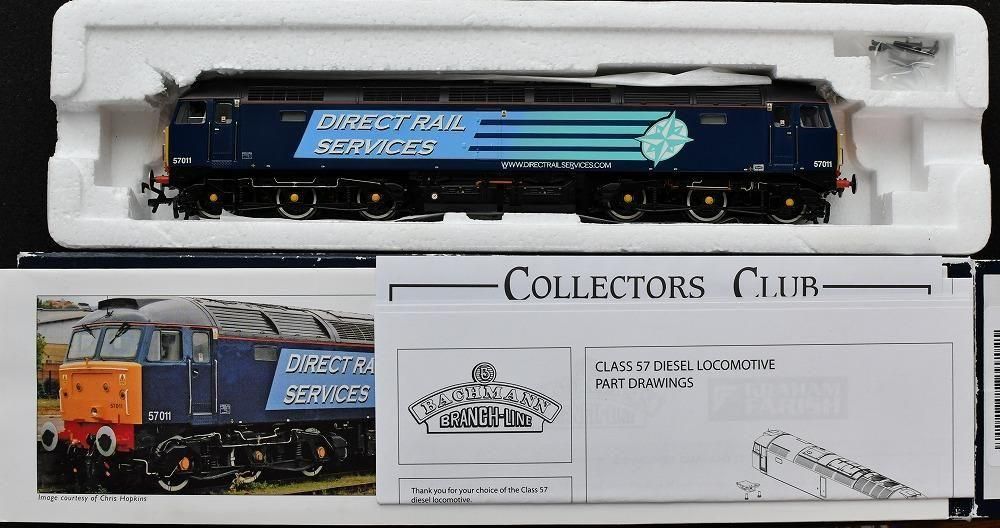 DIRECT RAIL
SERVICES
57011
WWW.DIRECTRAILSERVICES.COM
57011
COLLECTORS CLUB
DIRECT RA
SERVICES
57011
57011
Image courtesy of Chris Hopkins
BACHMANN
BRANCH-LINE
CLASS 57 DIESEL LOCOMOTIVE
PART DRAWINGS
Thank you for your choice of the Class 57
diesel locomotive.